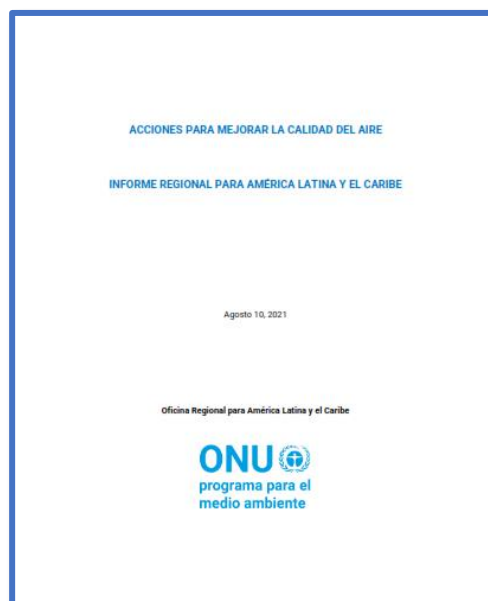 ACCIONES PARA MEJORAR LA CALIDAD DEL AIRE
INFORME REGIONAL PARA AMÉRICA LATINA Y EL CARIBE
Agosto 10, 2021
Oficina Regional para América Latina y el Caribe
ONU
programa para el
medio ambiente